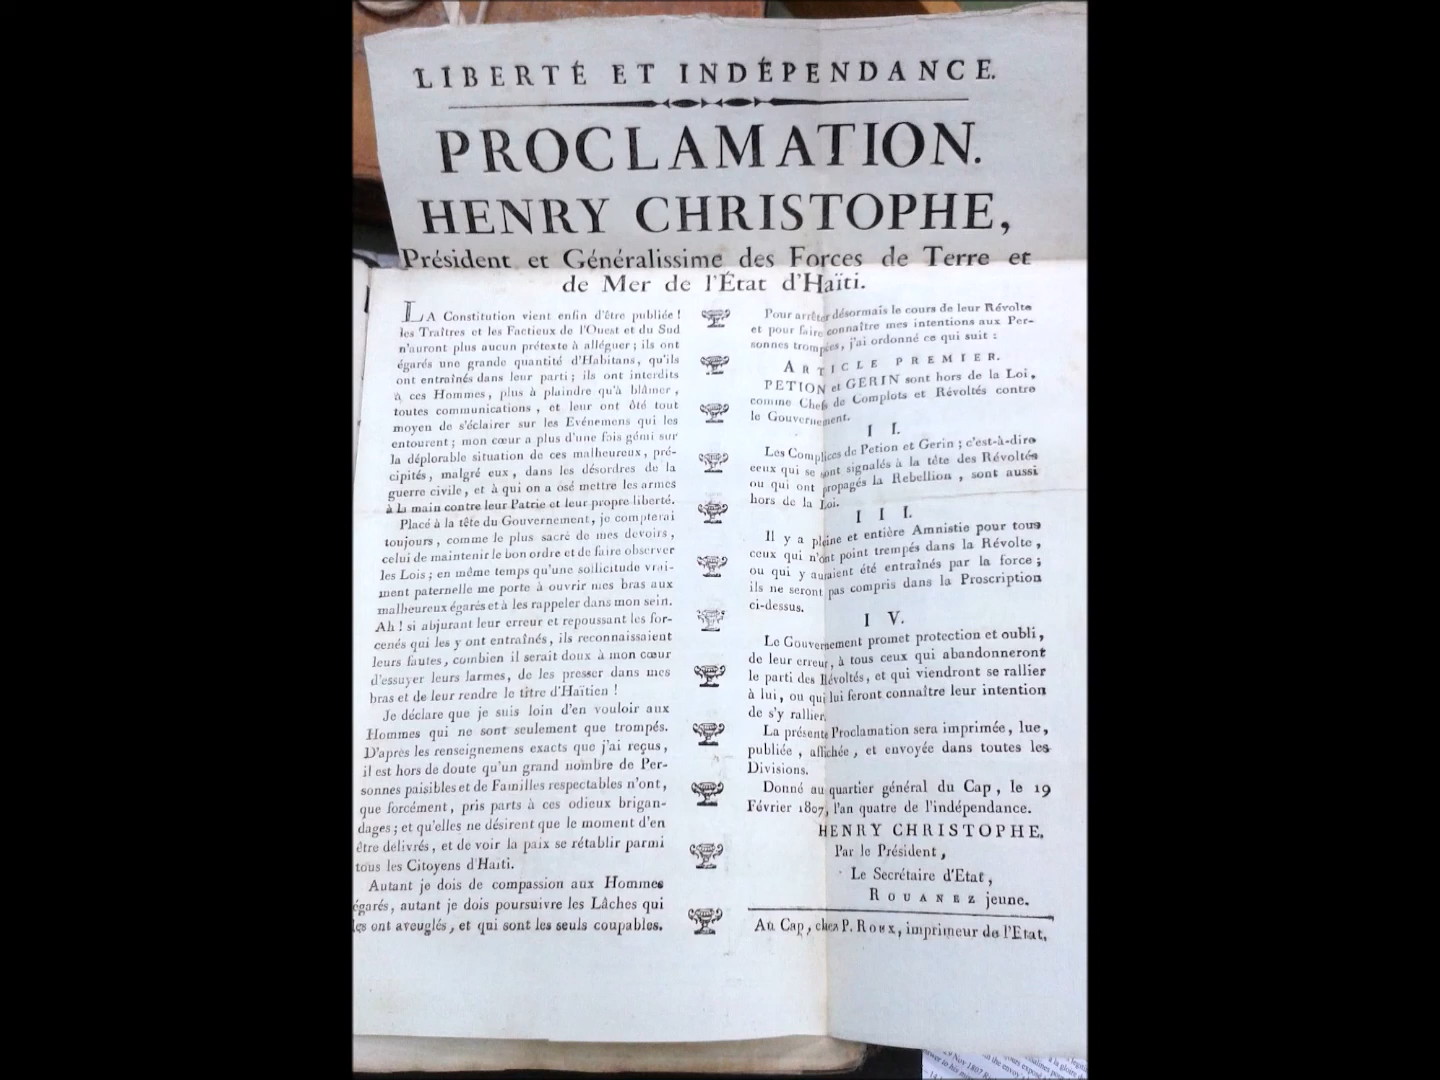 LIBERTÉ ET INDÉPENDANCE.
PROCLAMATION.
HENRY CHRISTOPHE,
Président et Généralissime des Forces de Terre et
de Mer de l'État d'Haïti.
LA Constitution vient enfin d'être publiée !
les Traîtres et les Factieux de l'Ouest et du Sud
n'auront plus aucun prétexte à alléguer ; ils ont
égarés une grande quantité d'Habitans, qu'ils
ont entraînés dans leur parti ; ils ont interdits
à ces Hommes, plus à plaindre qu'à blâmer,
toutes communications, et leur ont ôté tout
moyen de s'éclairer sur les Evénemens qui les
entourent ; mon cœur a plus d'une fois gémi sur
la déplorable situation de ces malheureux, pré-
cipités, malgré eux, dans les désordres de la
guerre civile, et à qui on a osé mettre les armes
à la main contre leur Patrie et leur propre liberté.
Placé à la tête du Gouvernement, je compterai
toujours, comme le plus sacré de mes devoirs,
celui de maintenir le bon ordre et de faire observer
les Lois ; en même temps qu'une sollicitude vrai-
ment paternelle me porte à ouvrir mes bras aux
malheureux égarés et à les rappeler dans mon sein.
Ah ! si abjurant leur erreur et repoussant les for-
cenés qui les y ont entraînés, ils reconnaissaient
leurs fautes, combien il serait doux à mon cœur
d'essuyer leurs larmes, de les presser dans mes
bras et de leur rendre le titre d'Haïtien !
Je déclare que je suis loin d'en vouloir aux
Hommes qui ne sont seulement que trompés.
D'après les renseignemens exacts que j'ai reçus,
il est hors de doute qu'un grand nombre de Per-
sonnes paisibles et de Familles respectables n'ont,
que forcément, pris parts à ces odieux brigan-
dages ; et qu'elles ne désirent que le moment d'en
être délivrés, et de voir la paix se rétablir parmi
tous les Citoyens d'Haïti.
Autant je dois de compassion aux Hommes
égarés, autant je dois poursuivre les Lâches qui
les ont aveuglés, et qui sont les seuls coupables.
Pour arrêter désormais le cours de leur Révolte
et pour faire connaître mes intentions aux Per-
sonnes trompées, j'ai ordonné ce qui suit :
ARTICLE PREMIER.
PETION et GERIN sont hors de la Loi,
comme Chefs de Complots et Révoltés contre
le Gouvernement.
II.
Les Complices de Petion et Gerin ; c'est-à-dire
ceux qui se sont signalés à la tête des Révoltés
ou qui ont propagés la Rebellion, sont aussi
hors de la Loi.
III.
Il y a pleine et entière Amnistie pour tous
ceux qui n'ont point trempés dans la Révolte,
ou qui y auraient été entraînés par la force ;
ils ne seront pas compris dans la Proscription
ci-dessus.
IV.
Le Gouvernement promet protection et oubli,
de leur erreur, à tous ceux qui abandonneront
le parti des Révoltés, et qui viendront se rallier
à lui, ou qui lui feront connaître leur intention
de s'y rallier.
La présente Proclamation sera imprimée, lue,
publiée, affichée, et envoyée dans toutes les
Divisions.
Donné au quartier général du Cap, le 19
Février 1807, l'an quatre de l'indépendance.
HENRY CHRISTOPHE.
Par le Président,
Le Secrétaire d'Etat,
ROUANEZ jeune.
Au Cap, chez P. Roux, imprimeur de l'Etat.
29 Nov 1807